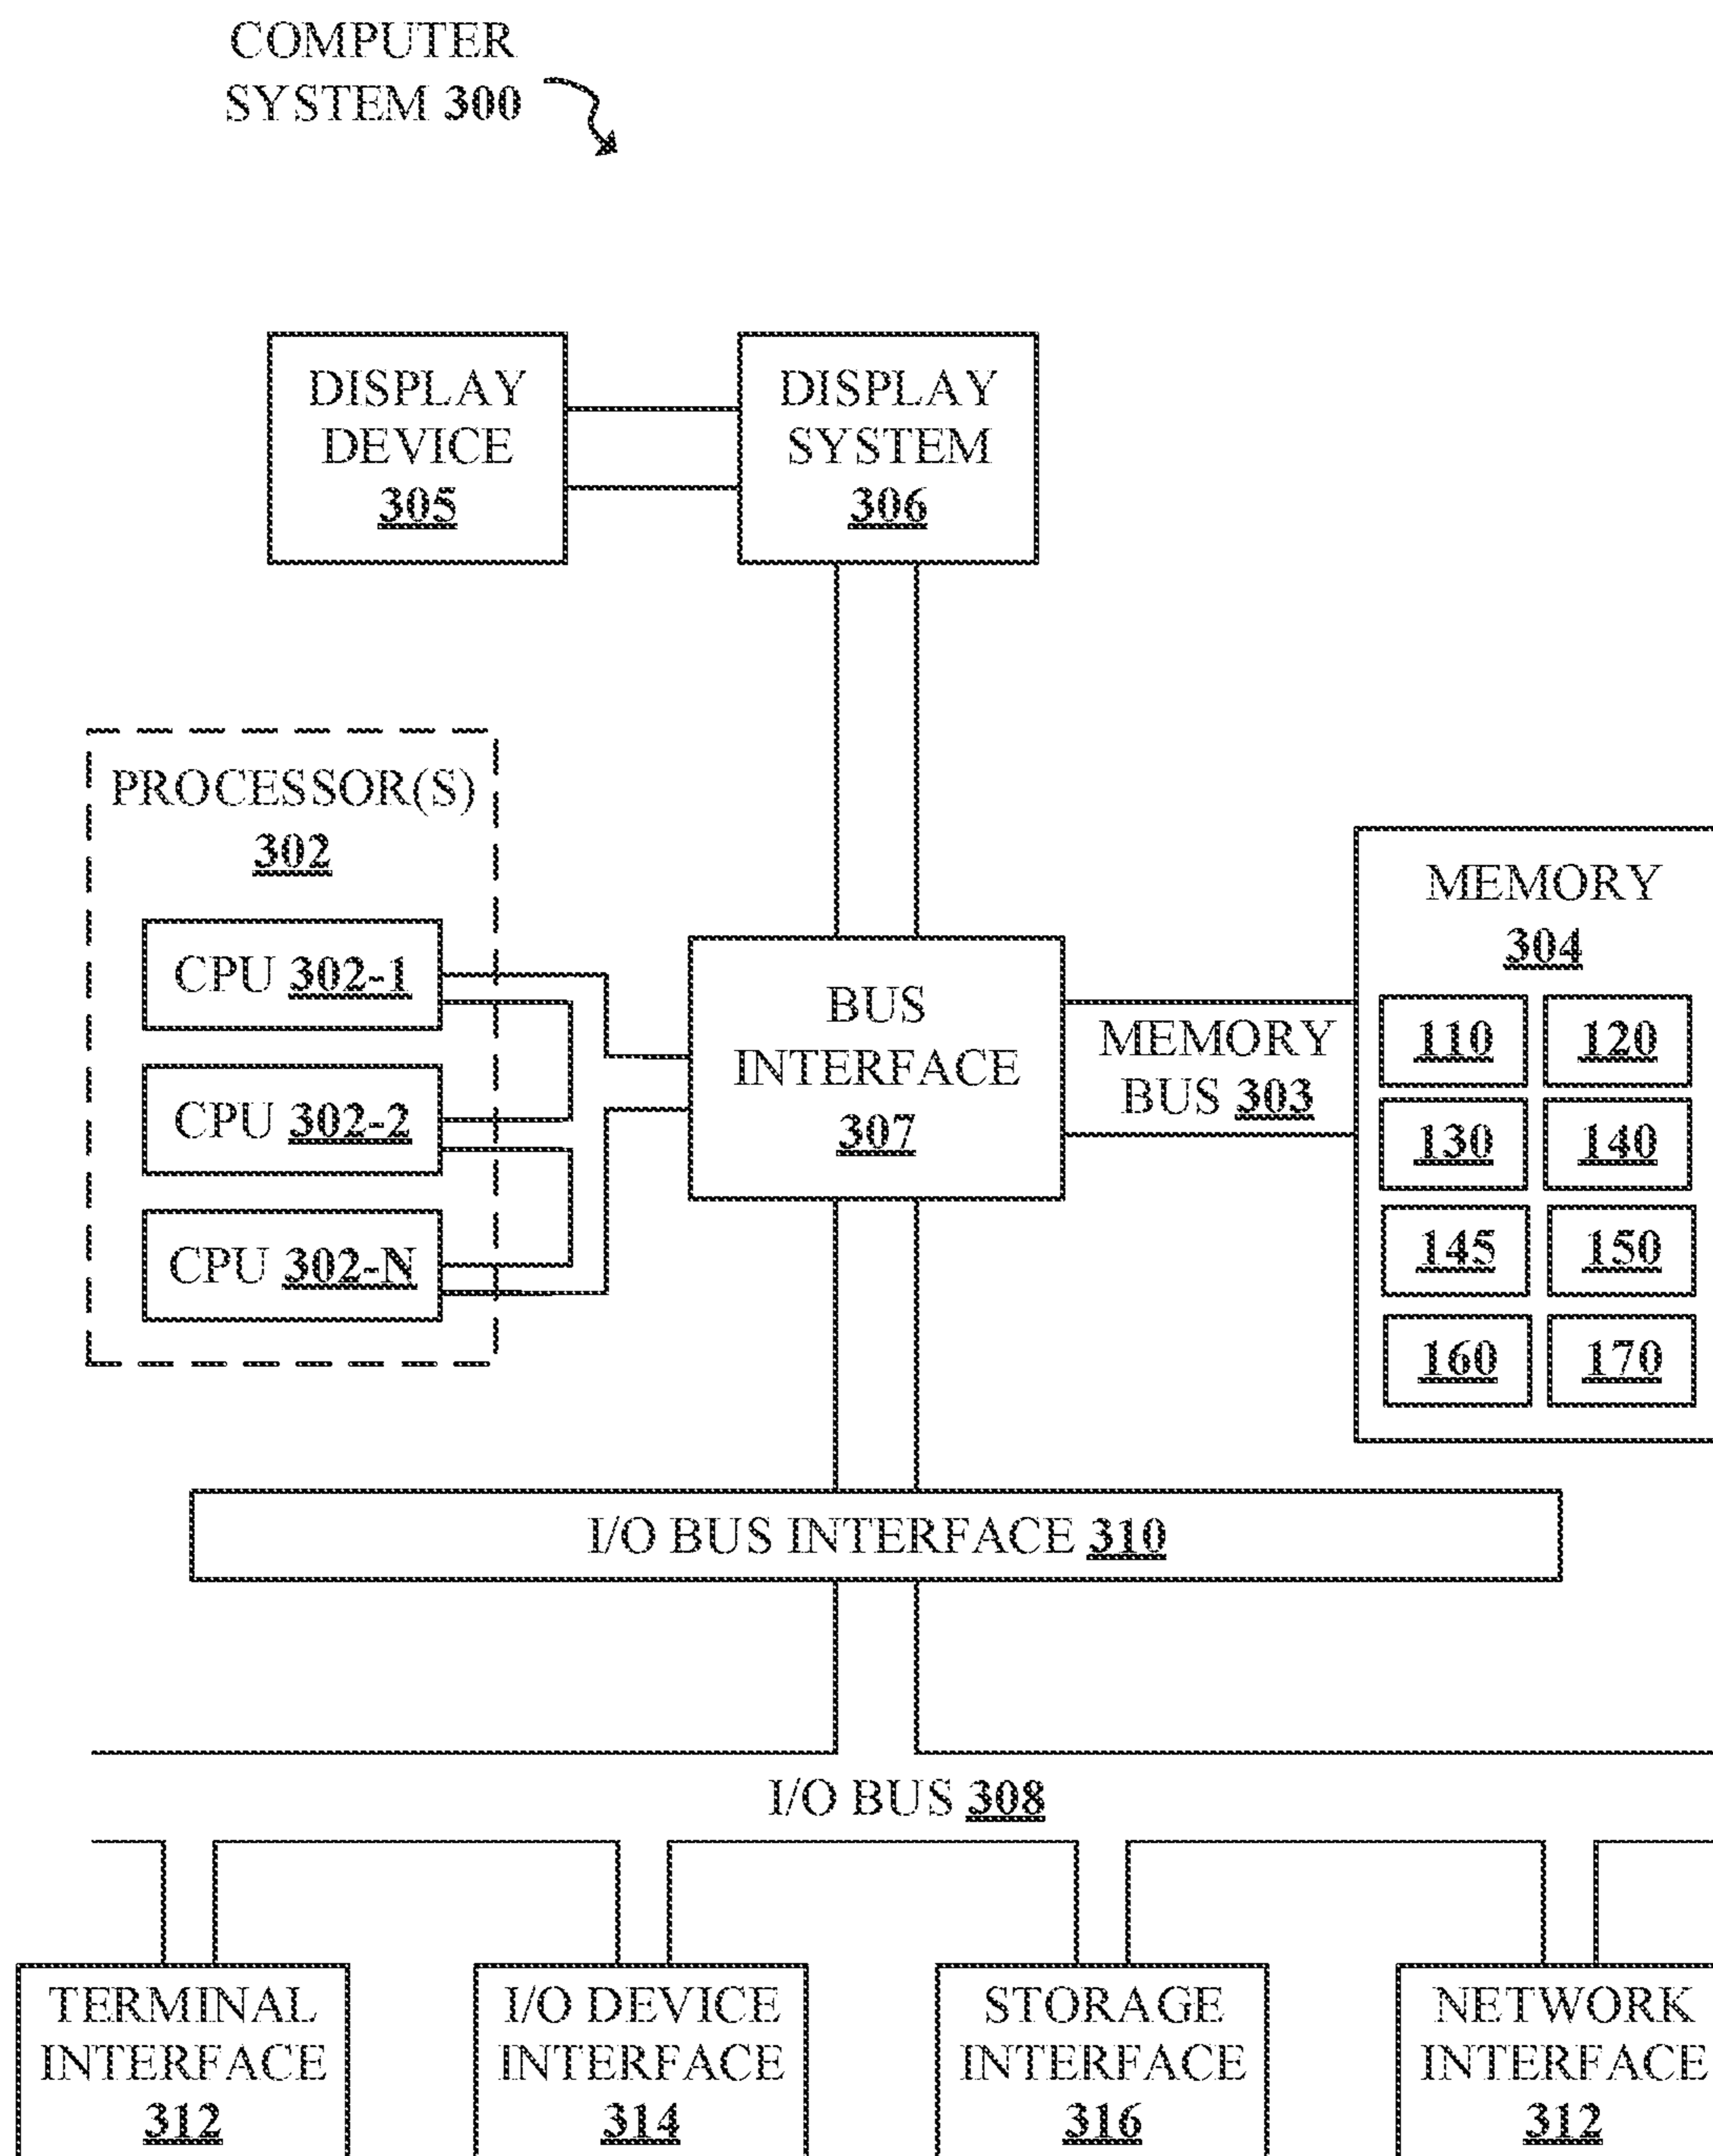 COMPUTER
SYSTEM 300
DISPLAY
DEVICE
305
DISPLAY
SYSTEM
306
PROCESSOR(S)
302
CPU 302-1
CPU 302-2
CPU 302-N
BUS
INTERFACE
307
MEMORY
BUS 303
MEMORY
304
110 120
130 140
145 150
160 170
I/O BUS INTERFACE 310
I/O BUS 308
TERMINAL
INTERFACE
312
I/O DEVICE
INTERFACE
314
STORAGE
INTERFACE
316
NETWORK
INTERFACE
312